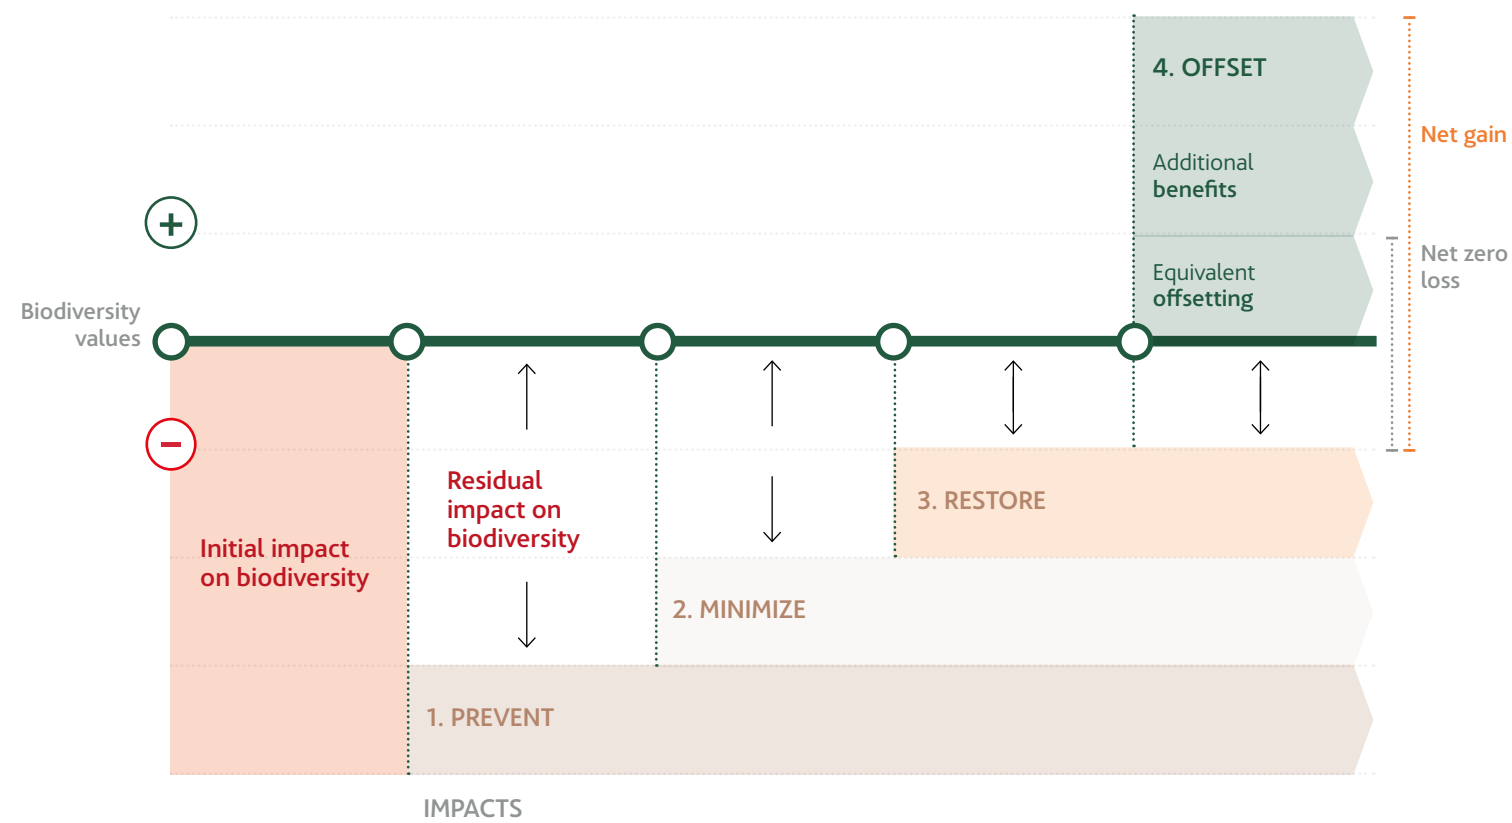 4. OFFSET
Net gain
Additional
benefits
+
Net zero
loss
Equivalent
offsetting
Biodiversity
values
−
Residual
impact on
biodiversity
3. RESTORE
Initial impact
on biodiversity
2. MINIMIZE
1. PREVENT
IMPACTS